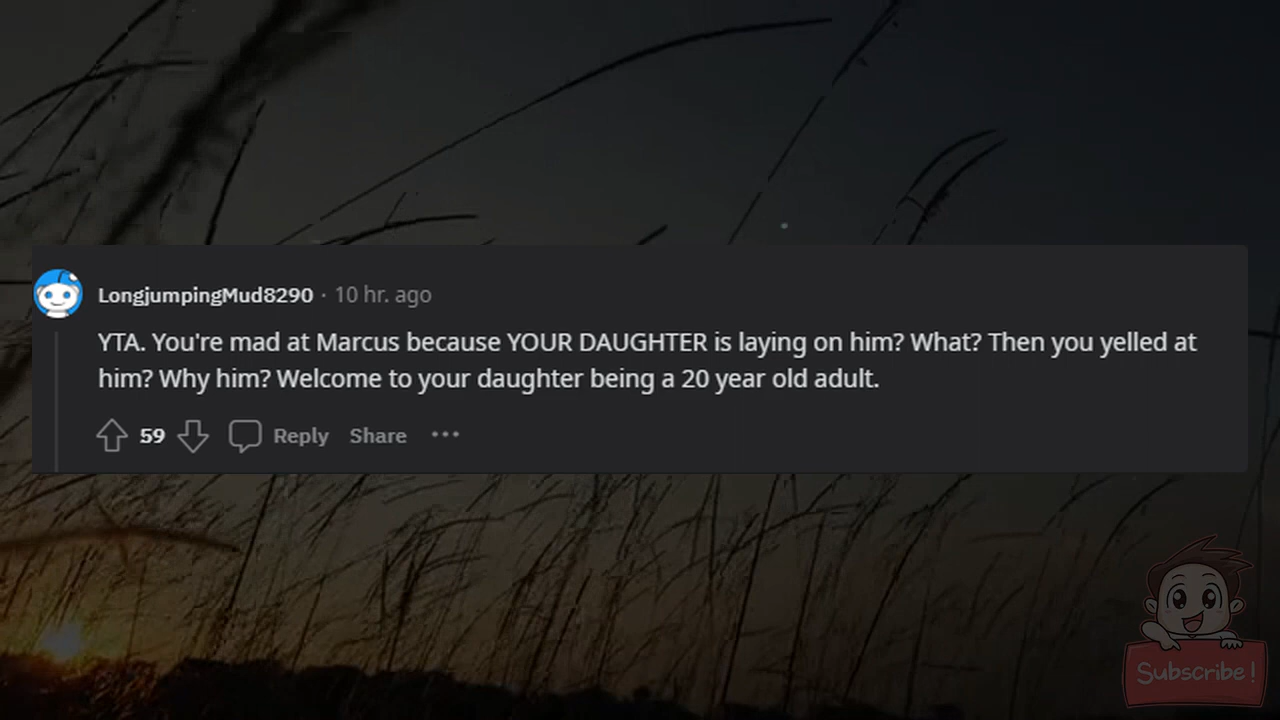 LongjumpingMud8290 · 10 hr. ago
YTA. You're mad at Marcus because YOUR DAUGHTER is laying on him? What? Then you yelled at
him? Why him? Welcome to your daughter being a 20 year old adult.
59 Reply Share ···
Subscribe!